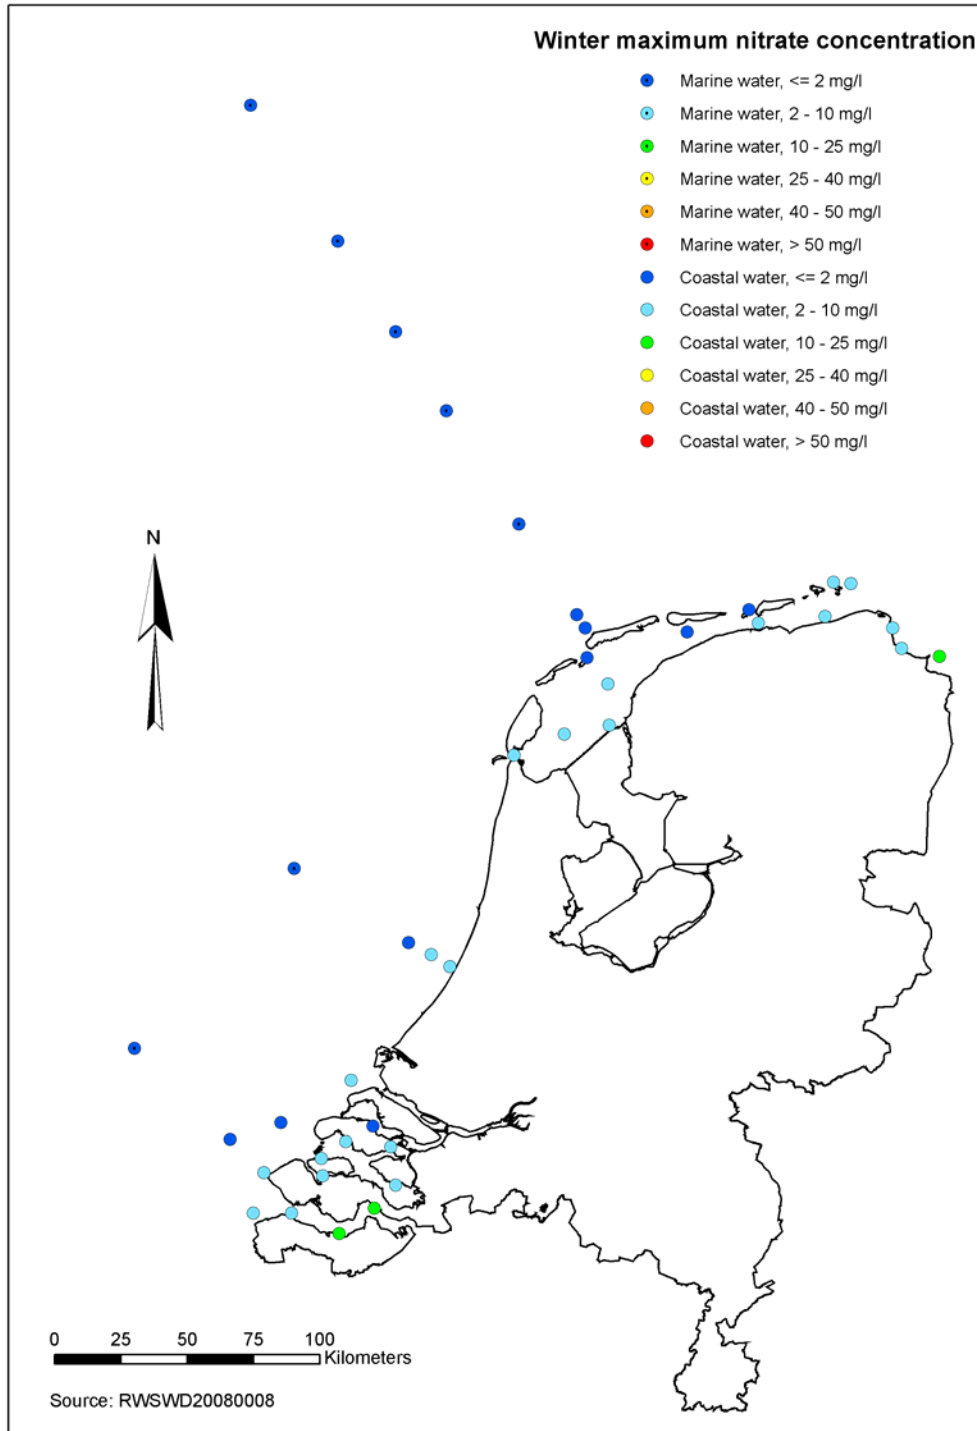 Winter maximum nitrate concentration
Marine water, <= 2 mg/l
Marine water, 2 - 10 mg/l
Marine water, 10 - 25 mg/l
Marine water, 25 - 40 mg/l
Marine water, 40 - 50 mg/l
Marine water, > 50 mg/l
Coastal water, <= 2 mg/l
Coastal water, 2 - 10 mg/l
Coastal water, 10 - 25 mg/l
Coastal water, 25 - 40 mg/l
Coastal water, 40 - 50 mg/l
Coastal water, > 50 mg/l
N
0 25 50 75 100
Kilometers
Source: RWSWD20080008